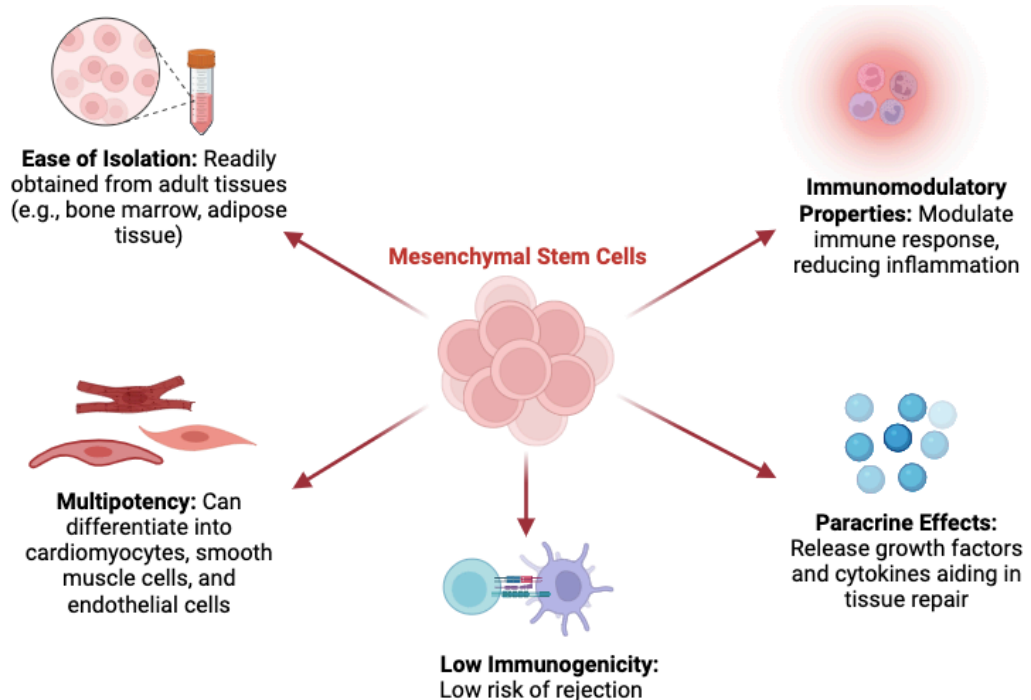 Ease of Isolation: Readily
obtained from adult tissues
(e.g., bone marrow, adipose
tissue)
Immunomodulatory
Properties: Modulate
immune response,
reducing inflammation
Mesenchymal Stem Cells
Multipotency: Can
differentiate into
cardiomyocytes, smooth
muscle cells, and
endothelial cells
Paracrine Effects:
Release growth factors
and cytokines aiding in
tissue repair
Low Immunogenicity:
Low risk of rejection